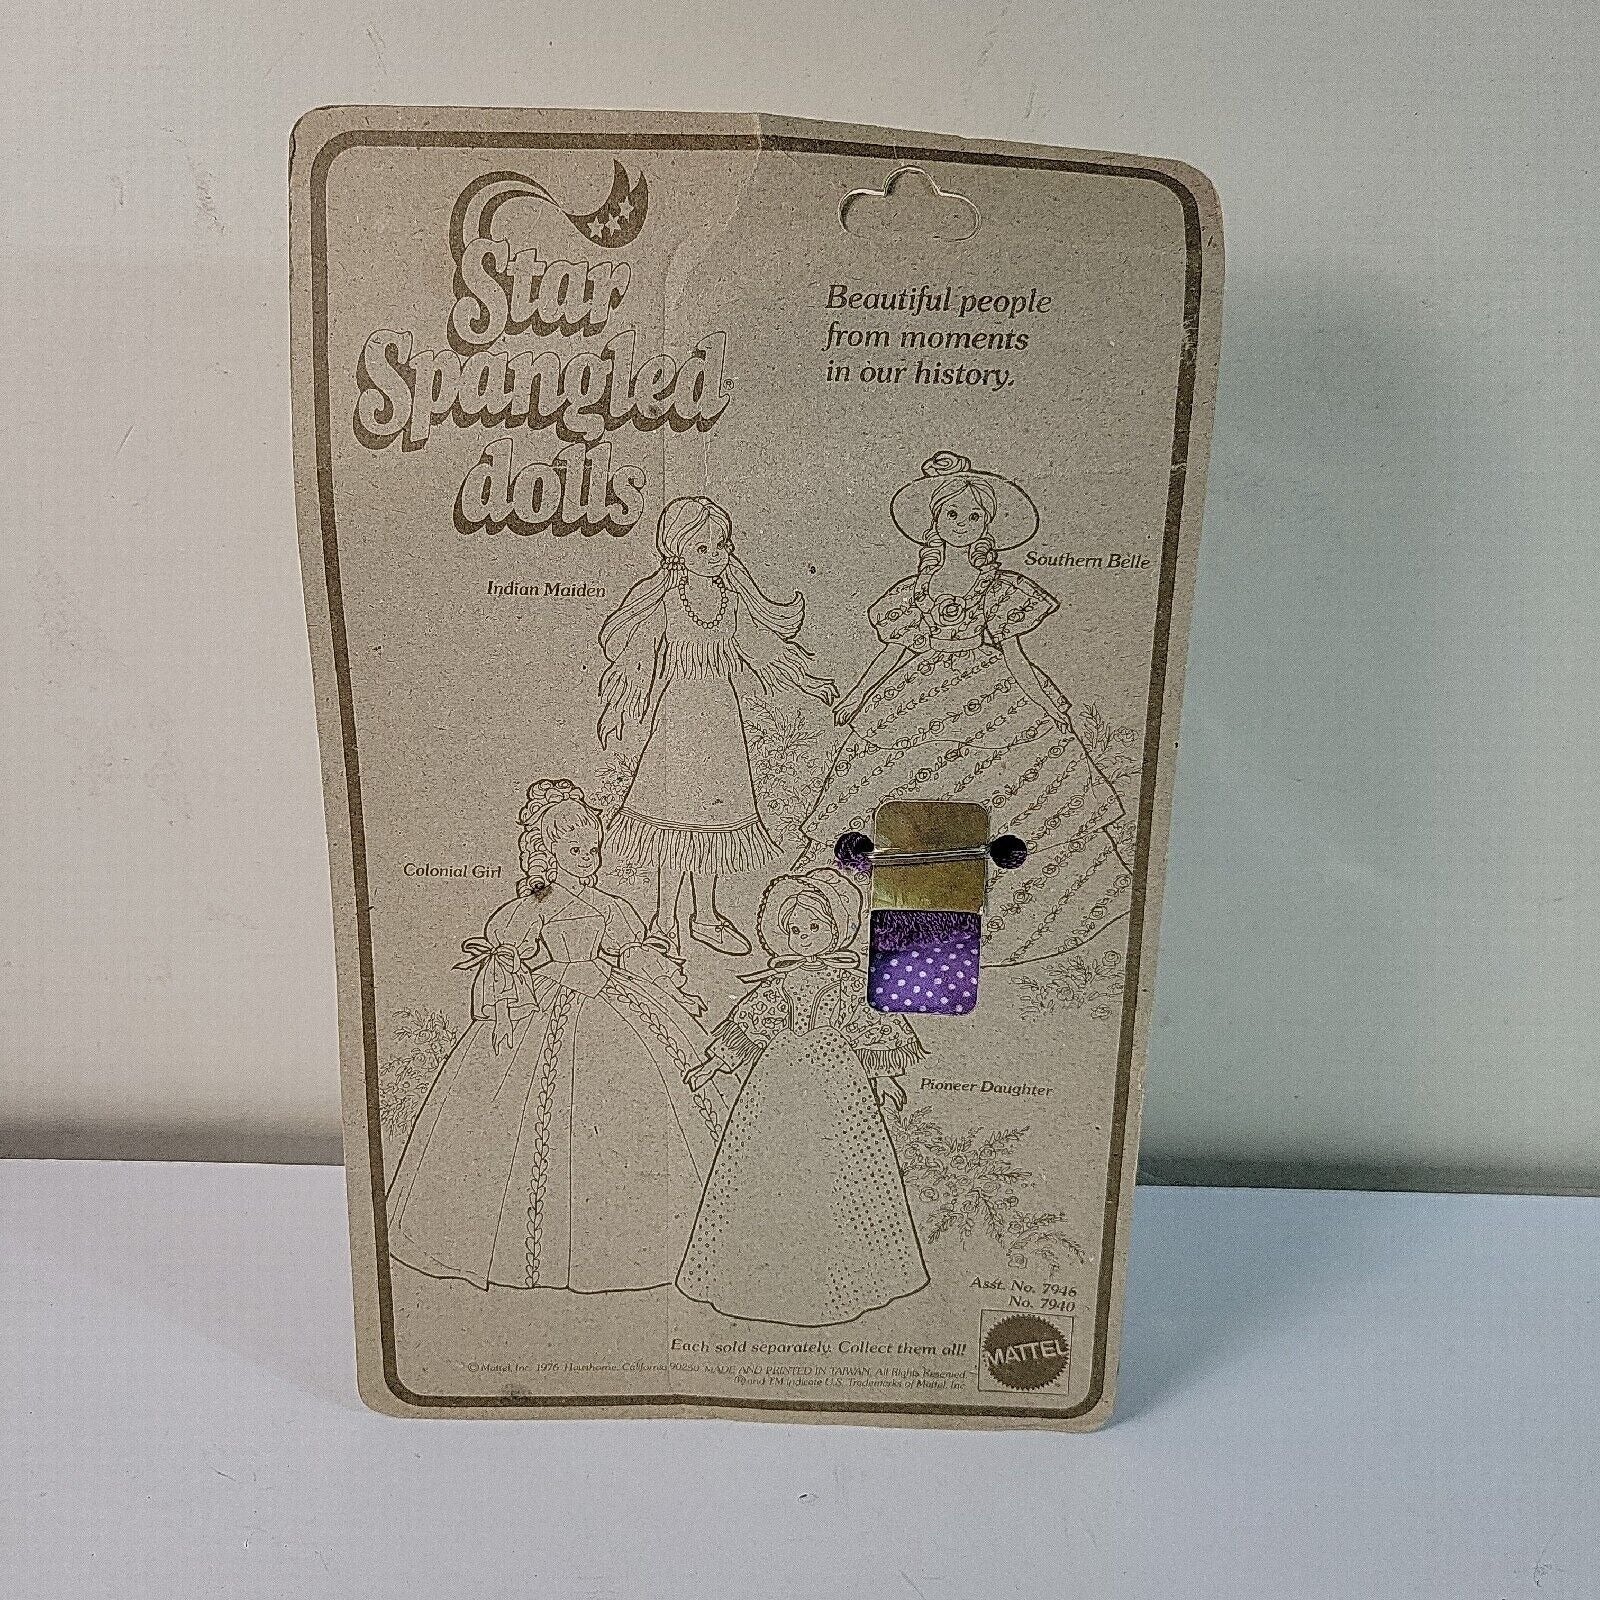 Star
Spangled®
dolls
Beautiful people
from moments
in our history.
Indian Maiden
Southern Belle
Colonial Girl
Pioneer Daughter
Asst. No. 7946
No. 7940
Each sold separately. Collect them all!
MATTEL
© Mattel, Inc. 1976 Hawthorne, California 90250 MADE AND PRINTED IN TAIWAN. All Rights Reserved
® and TM indicate U.S. Trademarks of Mattel, Inc.